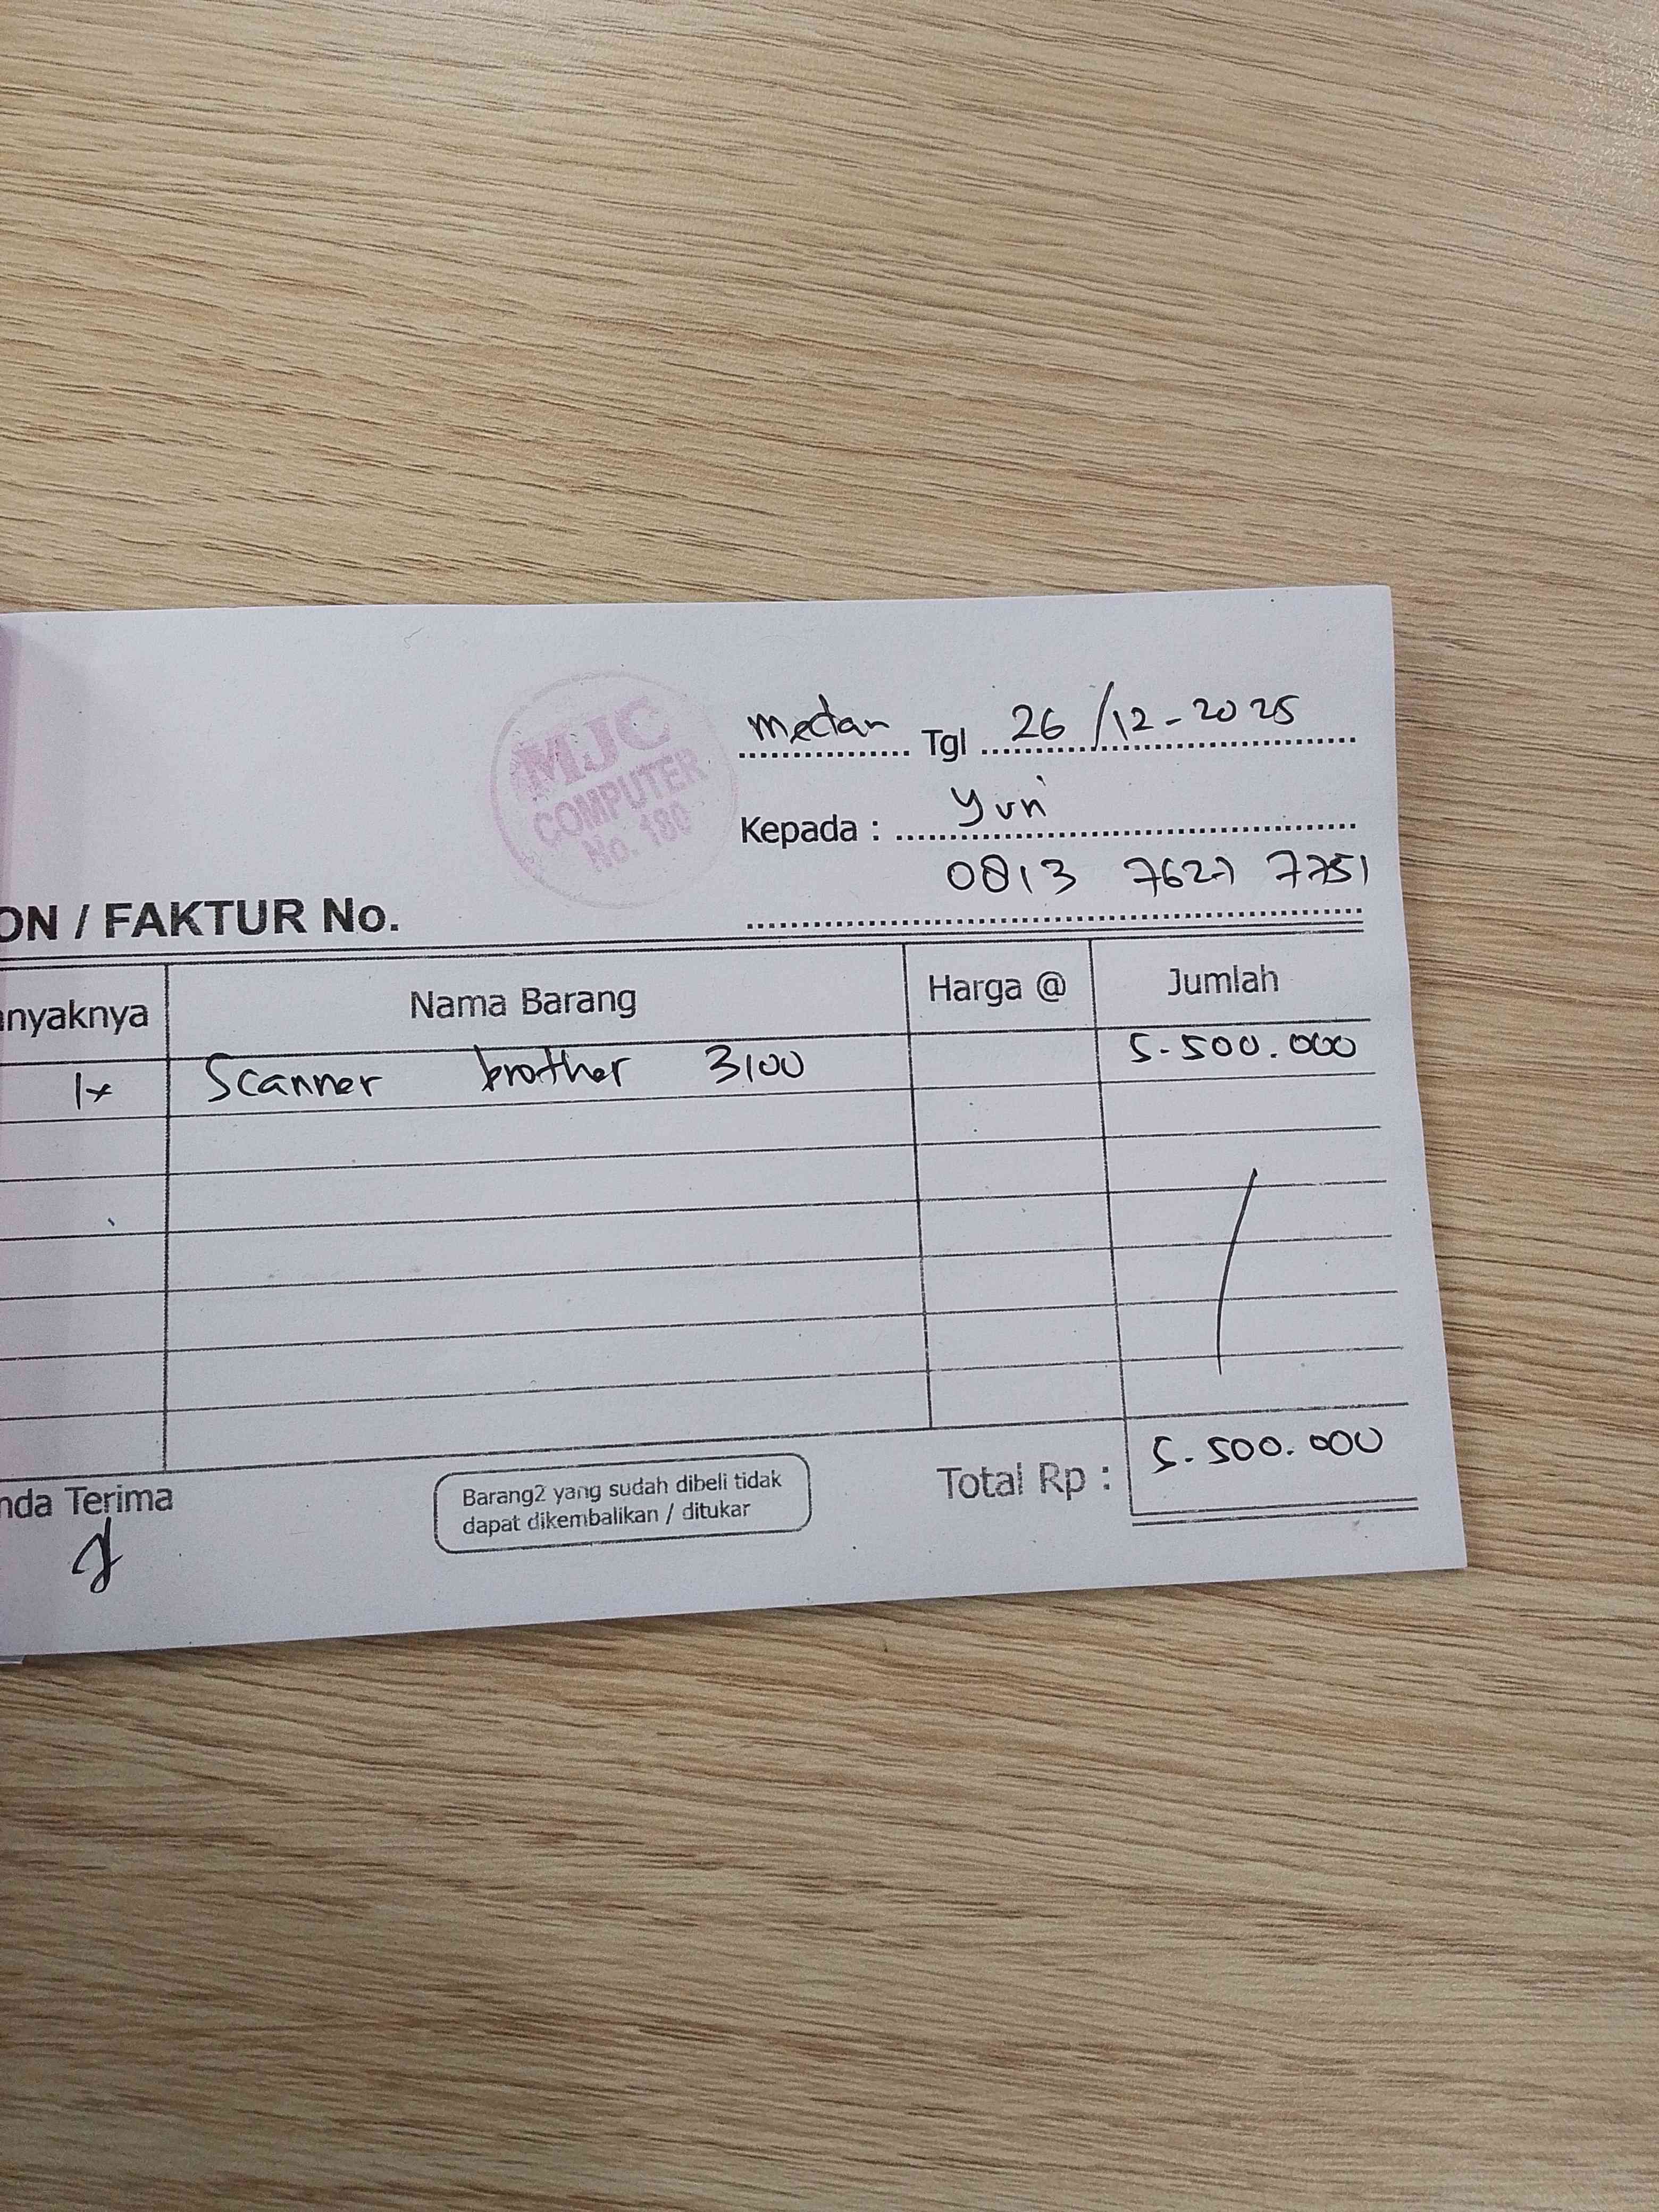 MJC
COMPUTER
No. 180
Medan Tgl 26/12-2025
Kepada : Yuni
0813 7627 7751
ON / FAKTUR No.
anyaknya Nama Barang Harga @ Jumlah
1x Scanner brother 3100 5.500.000
nda Terima
Barang2 yang sudah dibeli tidak
dapat dikembalikan / ditukar
Total Rp : 5.500.000